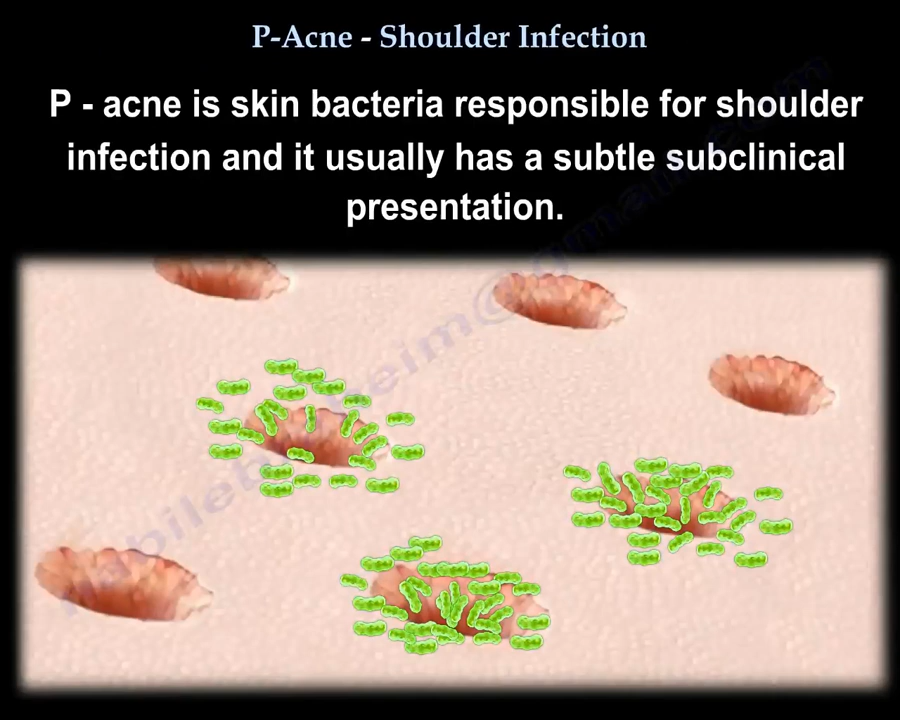 P-Acne - Shoulder Infection
P - acne is skin bacteria responsible for shoulder
infection and it usually has a subtle subclinical
presentation.